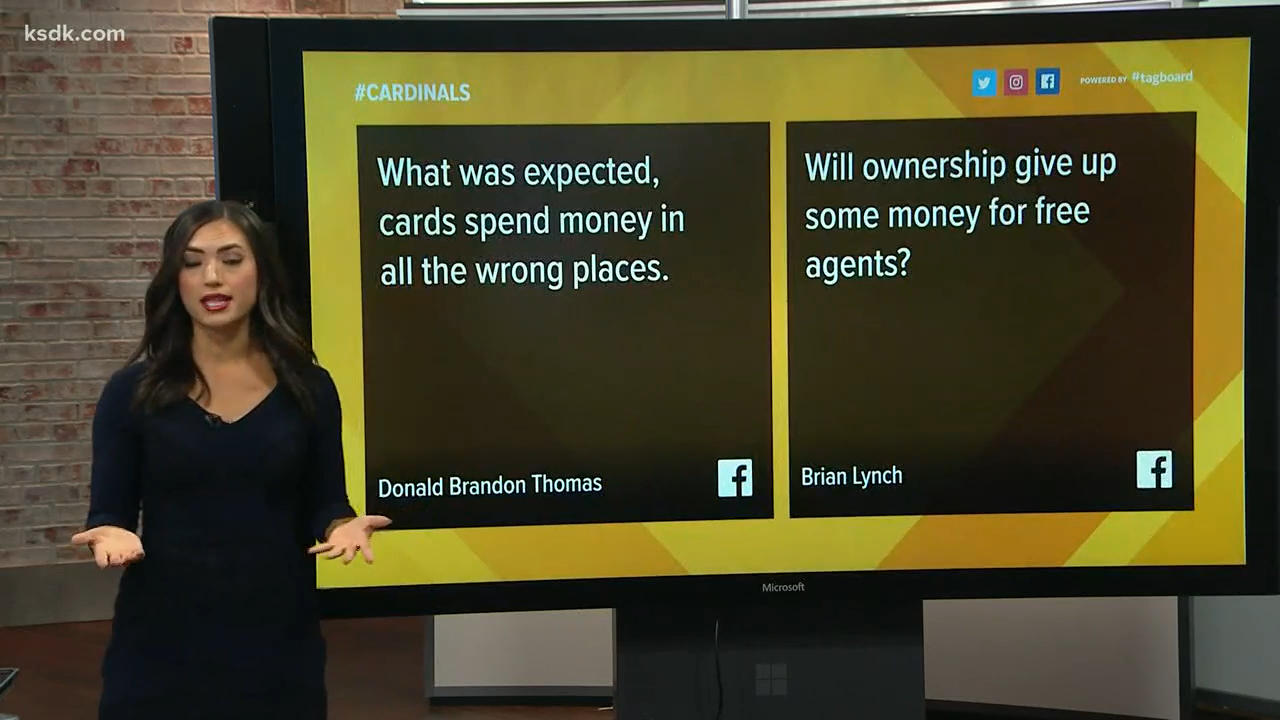 ksdk.com
#CARDINALS
POWERED BY #tagboard
What was expected,
cards spend money in
all the wrong places.
Donald Brandon Thomas
Will ownership give up
some money for free
agents?
Brian Lynch
Microsoft